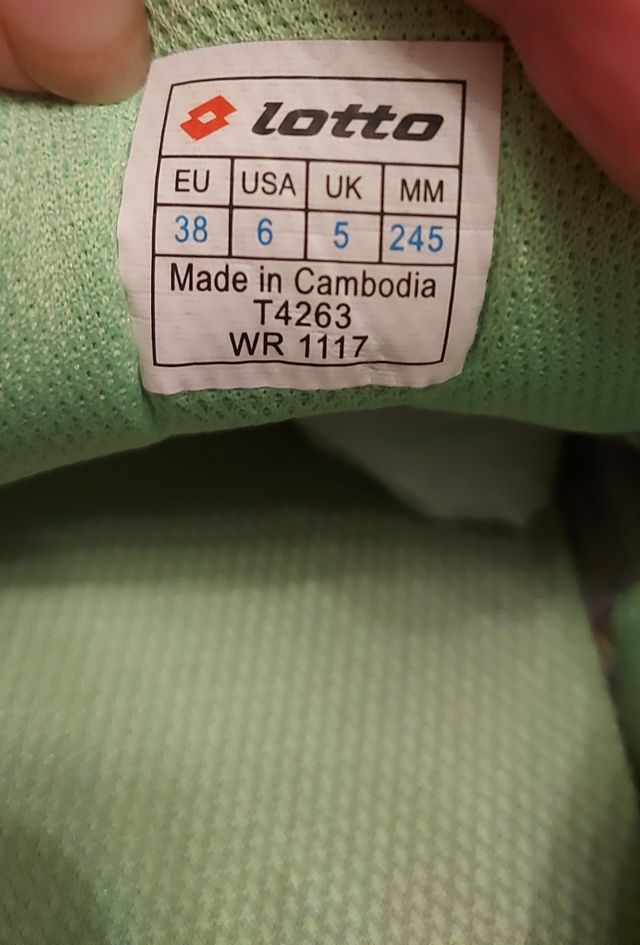 lotto
EU USA UK MM
38 6 5 245
Made in Cambodia
T4263
WR 1117